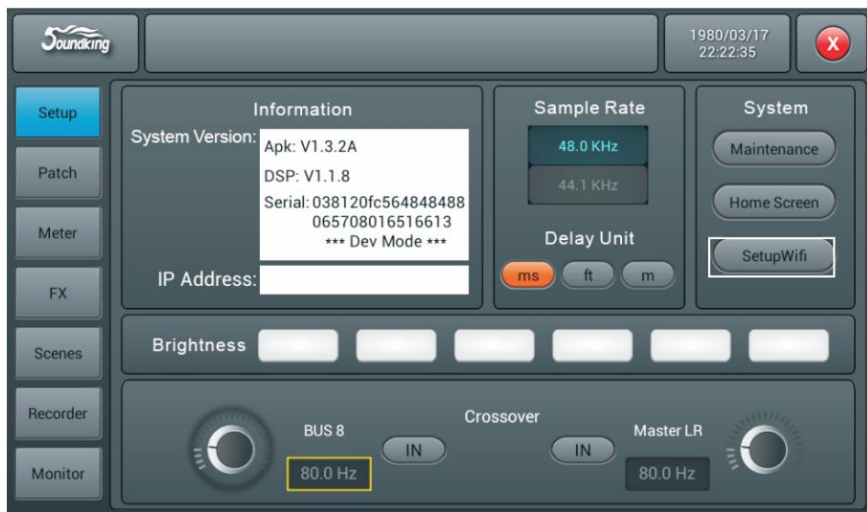 Soundking
1980/03/17
22:22:35
X
Setup
Patch
Meter
FX
Scenes
Recorder
Monitor
Information
System Version:
Apk: V1.3.2A
DSP: V1.1.8
Serial: 038120fc564848488
065708016516613
*** Dev Mode ***
IP Address:
Sample Rate
48.0 KHz
44.1 KHz
Delay Unit
ms ft m
System
Maintenance
Home Screen
SetupWifi
Brightness
Crossover
BUS 8
80.0 Hz
IN
IN
Master LR
80.0 Hz